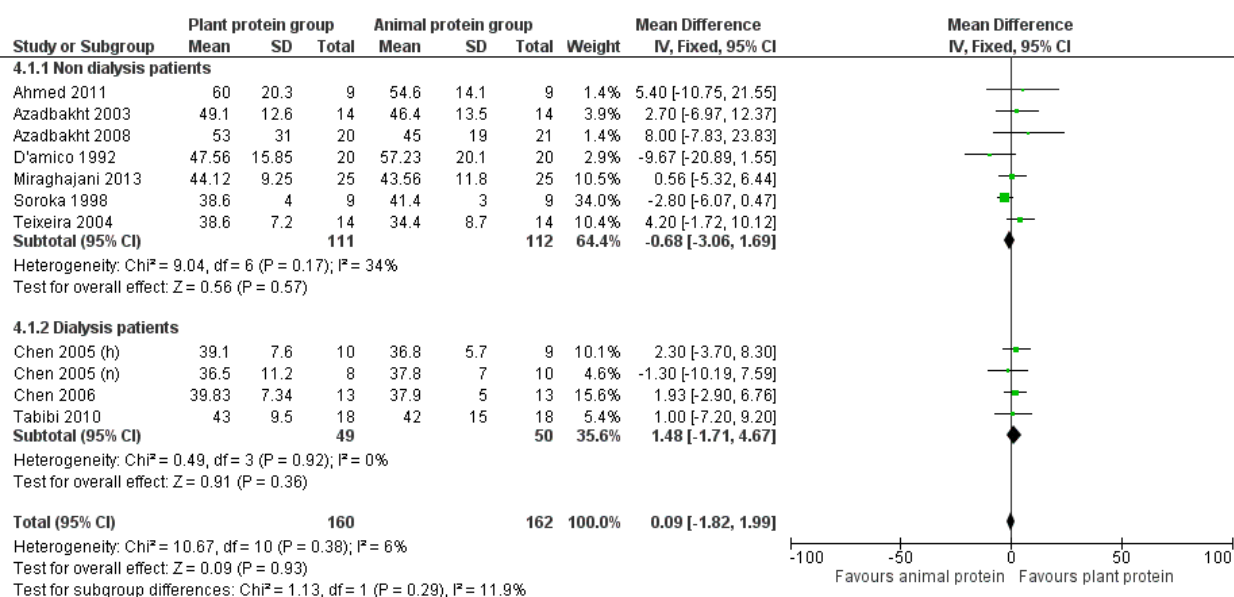 Plant protein group Animal protein group Mean Difference Mean Difference
Study or Subgroup Mean SD Total Mean SD Total Weight IV, Fixed, 95% CI IV, Fixed, 95% CI
4.1.1 Non dialysis patients
Ahmed 2011 60 20.3 9 54.6 14.1 9 1.4% 5.40 [-10.75, 21.55]
Azadbakht 2003 49.1 12.6 14 46.4 13.5 14 3.9% 2.70 [-6.97, 12.37]
Azadbakht 2008 53 31 20 45 19 21 1.4% 8.00 [-7.83, 23.83]
D'amico 1992 47.56 15.85 20 57.23 20.1 20 2.9% -9.67 [-20.89, 1.55]
Miraghajani 2013 44.12 9.25 25 43.56 11.8 25 10.5% 0.56 [-5.32, 6.44]
Soroka 1998 38.6 4 9 41.4 3 9 34.0% -2.80 [-6.07, 0.47]
Teixeira 2004 38.6 7.2 14 34.4 8.7 14 10.4% 4.20 [-1.72, 10.12]
Subtotal (95% CI) 111 112 64.4% -0.68 [-3.06, 1.69]
Heterogeneity: Chi² = 9.04, df = 6 (P = 0.17); I² = 34%
Test for overall effect: Z = 0.56 (P = 0.57)
4.1.2 Dialysis patients
Chen 2005 (h) 39.1 7.6 10 36.8 5.7 9 10.1% 2.30 [-3.70, 8.30]
Chen 2005 (n) 36.5 11.2 8 37.8 7 10 4.6% -1.30 [-10.19, 7.59]
Chen 2006 39.83 7.34 13 37.9 5 13 15.6% 1.93 [-2.90, 6.76]
Tabibi 2010 43 9.5 18 42 15 18 5.4% 1.00 [-7.20, 9.20]
Subtotal (95% CI) 49 50 35.6% 1.48 [-1.71, 4.67]
Heterogeneity: Chi² = 0.49, df = 3 (P = 0.92); I² = 0%
Test for overall effect: Z = 0.91 (P = 0.36)
Total (95% CI) 160 162 100.0% 0.09 [-1.82, 1.99]
Heterogeneity: Chi² = 10.67, df = 10 (P = 0.38); I² = 6%
Test for overall effect: Z = 0.09 (P = 0.93)
Test for subgroup differences: Chi² = 1.13, df = 1 (P = 0.29), I² = 11.9%
-100 -50 0 50 100
Favours animal protein Favours plant protein